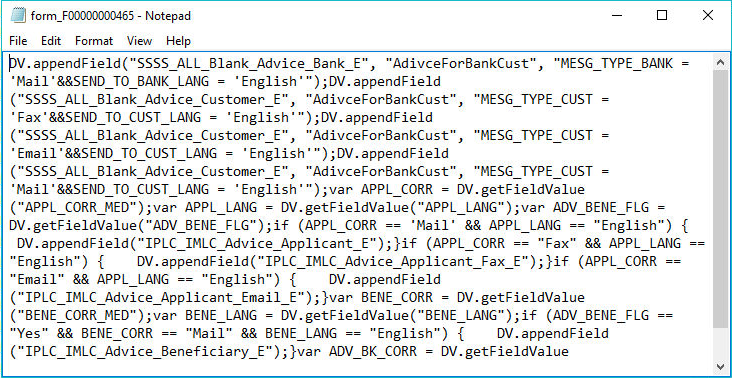 form_F00000000465 - Notepad
File Edit Format View Help
DV.appendField("SSSS_ALL_Blank_Advice_Bank_E", "AdivceForBankCust", "MESG_TYPE_BANK =
'Mail'&&SEND_TO_BANK_LANG = 'English'");DV.appendField
("SSSS_ALL_Blank_Advice_Customer_E", "AdivceForBankCust", "MESG_TYPE_CUST =
'Fax'&&SEND_TO_CUST_LANG = 'English'");DV.appendField
("SSSS_ALL_Blank_Advice_Customer_E", "AdivceForBankCust", "MESG_TYPE_CUST =
'Email'&&SEND_TO_CUST_LANG = 'English'");DV.appendField
("SSSS_ALL_Blank_Advice_Customer_E", "AdivceForBankCust", "MESG_TYPE_CUST =
'Mail'&&SEND_TO_CUST_LANG = 'English'");var APPL_CORR = DV.getFieldValue
("APPL_CORR_MED");var APPL_LANG = DV.getFieldValue("APPL_LANG");var ADV_BENE_FLG =
DV.getFieldValue("ADV_BENE_FLG");if (APPL_CORR == 'Mail' && APPL_LANG == "English") {
 DV.appendField("IPLC_IMLC_Advice_Applicant_E");}if (APPL_CORR == "Fax" && APPL_LANG ==
"English") {    DV.appendField("IPLC_IMLC_Advice_Applicant_Fax_E");}if (APPL_CORR ==
"Email" && APPL_LANG == "English") {    DV.appendField
("IPLC_IMLC_Advice_Applicant_Email_E");}var BENE_CORR = DV.getFieldValue
("BENE_CORR_MED");var BENE_LANG = DV.getFieldValue("BENE_LANG");if (ADV_BENE_FLG ==
"Yes" && BENE_CORR == "Mail" && BENE_LANG == "English") {    DV.appendField
("IPLC_IMLC_Advice_Beneficiary_E");}var ADV_BK_CORR = DV.getFieldValue